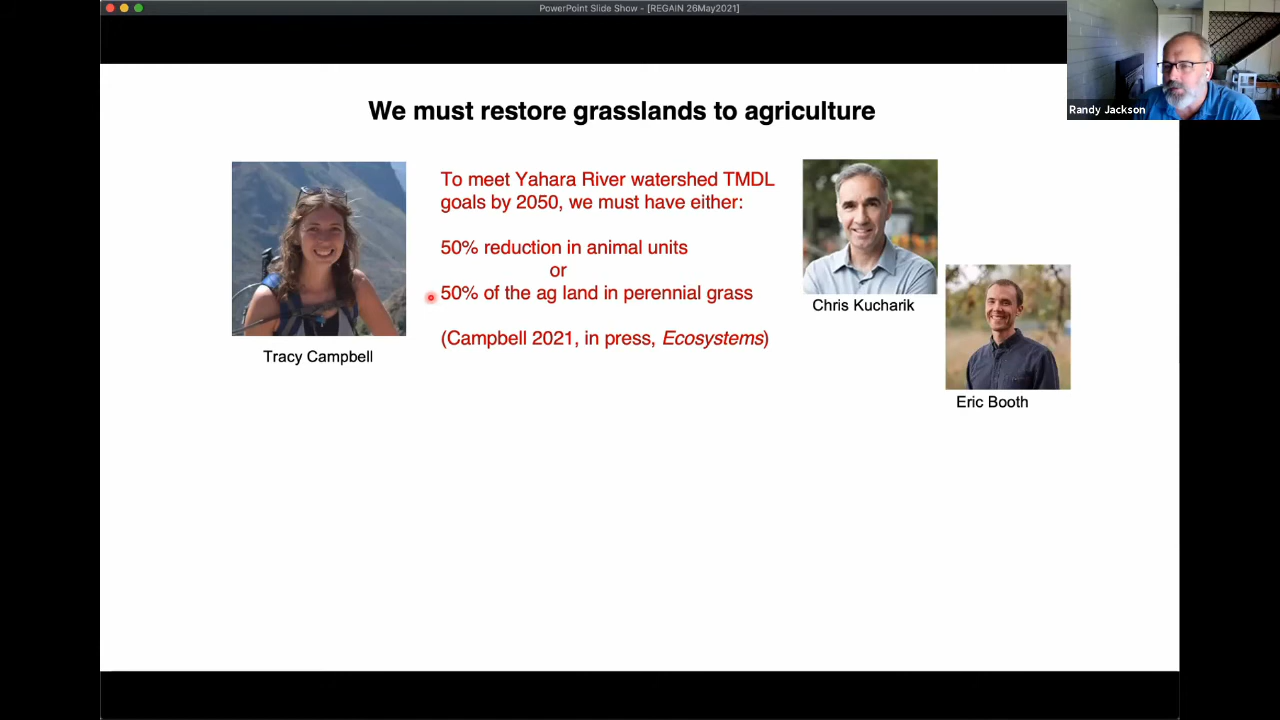 PowerPoint Slide Show - [REGAIN 26May2021]
Randy Jackson
We must restore grasslands to agriculture
To meet Yahara River watershed TMDL
goals by 2050, we must have either:
50% reduction in animal units
or
50% of the ag land in perennial grass
(Campbell 2021, in press, Ecosystems)
Tracy Campbell
Chris Kucharik
Eric Booth